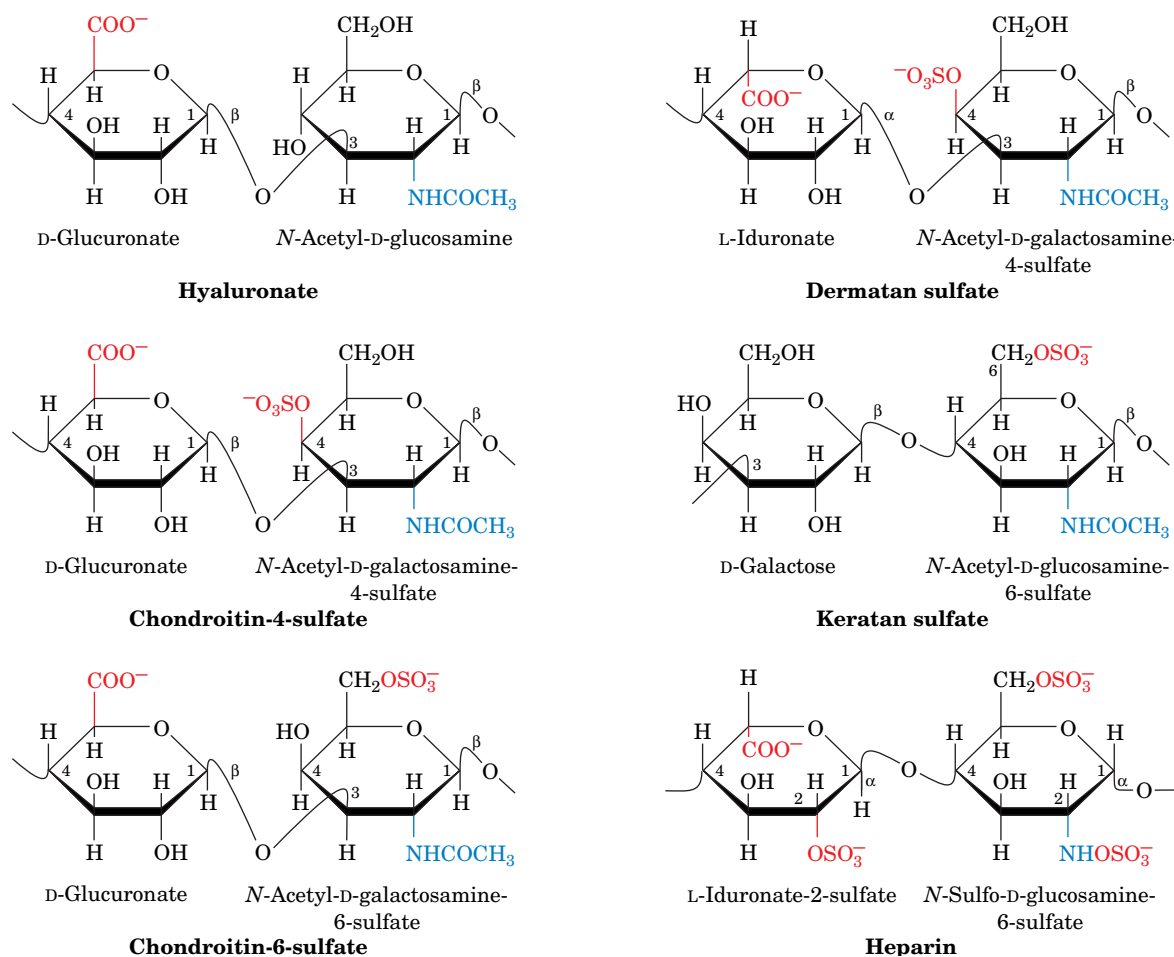 COO⁻
CH₂OH
H
O
H
O
β
H
H
4
1
β
1
O
OH
H
H
HO
3
H
H
H
OH
O
H
NHCOCH₃
D-Glucuronate
N-Acetyl-D-glucosamine
Hyaluronate
H
CH₂OH
H
O
⁻O₃SO
O
β
COO⁻
H
4
1
α
4
1
O
OH
H
H
3
H
H
H
OH
O
H
NHCOCH₃
L-Iduronate
N-Acetyl-D-galactosamine-
4-sulfate
Dermatan sulfate
COO⁻
CH₂OH
H
O
⁻O₃SO
O
β
H
H
4
1
β
4
1
O
OH
H
H
H
3
H
H
H
OH
O
H
NHCOCH₃
D-Glucuronate
N-Acetyl-D-galactosamine-
4-sulfate
Chondroitin-4-sulfate
CH₂OH
CH₂OSO₃⁻
6
HO
O
β
H
O
β
H
O
H
4
1
O
H
3
H
H
OH
H
H
H
OH
H
NHCOCH₃
D-Galactose
N-Acetyl-D-glucosamine-
6-sulfate
Keratan sulfate
COO⁻
CH₂OSO₃⁻
H
O
HO
O
β
H
H
4
1
β
4
1
O
OH
H
H
H
3
H
H
H
OH
O
H
NHCOCH₃
D-Glucuronate
N-Acetyl-D-galactosamine-
6-sulfate
Chondroitin-6-sulfate
H
CH₂OSO₃⁻
H
O
H
O
H
COO⁻
H
4
1
α
O
4
1
α
O
OH
H
2
H
OH
H
2
H
OSO₃⁻
H
NHOSO₃⁻
L-Iduronate-2-sulfate
N-Sulfo-D-glucosamine-
6-sulfate
Heparin